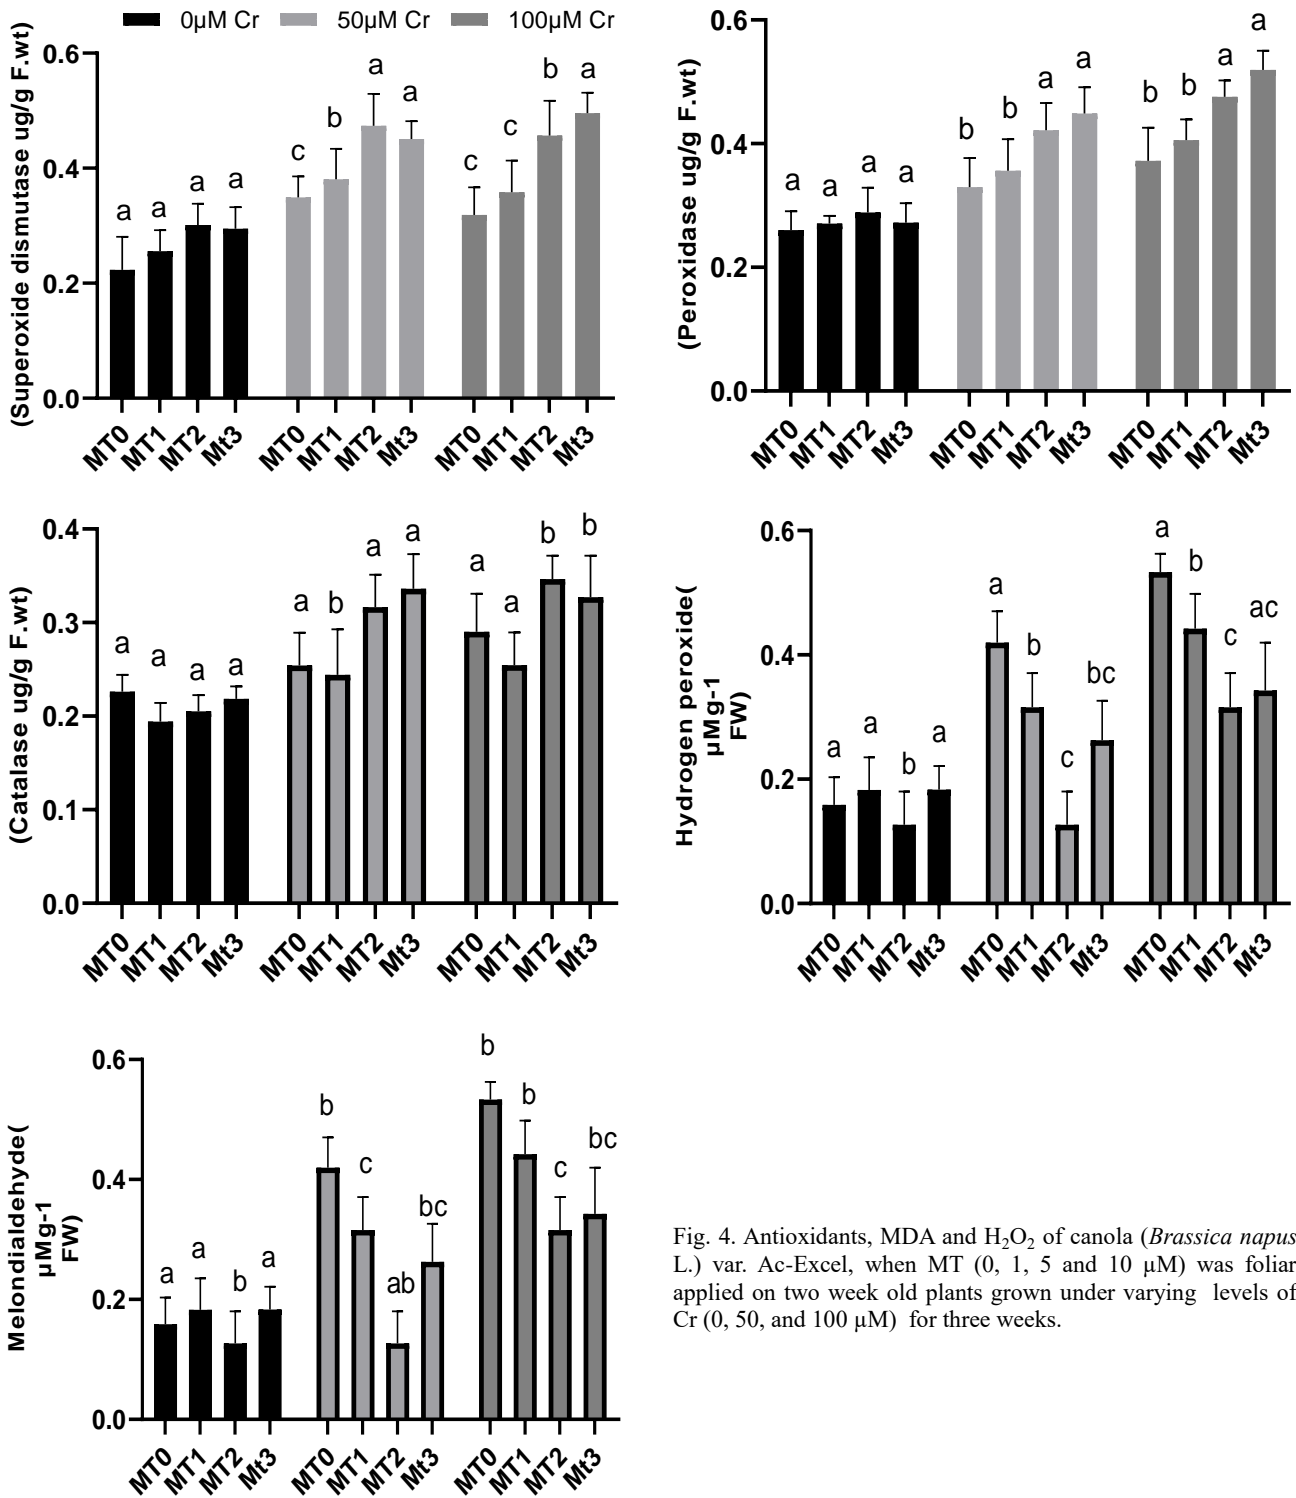 0µM Cr 50µM Cr 100µM Cr
(Superoxide dismutase ug/g F.wt)
0.6
0.4
0.2
0.0
a a a a c b a a c c b a
MT0 MT1 MT2 Mt3 MT0 MT1 MT2 Mt3 MT0 MT1 MT2 Mt3
(Peroxidase ug/g F.wt)
0.6
0.4
0.2
0.0
a a a a b b a a b b a a
MT0 MT1 MT2 Mt3 MT0 MT1 MT2 Mt3 MT0 MT1 MT2 Mt3
(Catalase ug/g F.wt)
0.4
0.3
0.2
0.1
0.0
a a a a a b a a a a b b
MT0 MT1 MT2 Mt3 MT0 MT1 MT2 Mt3 MT0 MT1 MT2 Mt3
Hydrogen peroxide(
µMg-1
FW)
0.6
0.4
0.2
0.0
a a b a a b c bc a b c ac
MT0 MT1 MT2 Mt3 MT0 MT1 MT2 Mt3 MT0 MT1 MT2 Mt3
Melondialdehyde(
µMg-1
FW)
0.6
0.4
0.2
0.0
a a b a b c ab bc b b c bc
MT0 MT1 MT2 Mt3 MT0 MT1 MT2 Mt3 MT0 MT1 MT2 Mt3
Fig. 4. Antioxidants, MDA and H₂O₂ of canola (Brassica napus
L.) var. Ac-Excel, when MT (0, 1, 5 and 10 µM) was foliar
applied on two week old plants grown under varying levels of
Cr (0, 50, and 100 µM) for three weeks.